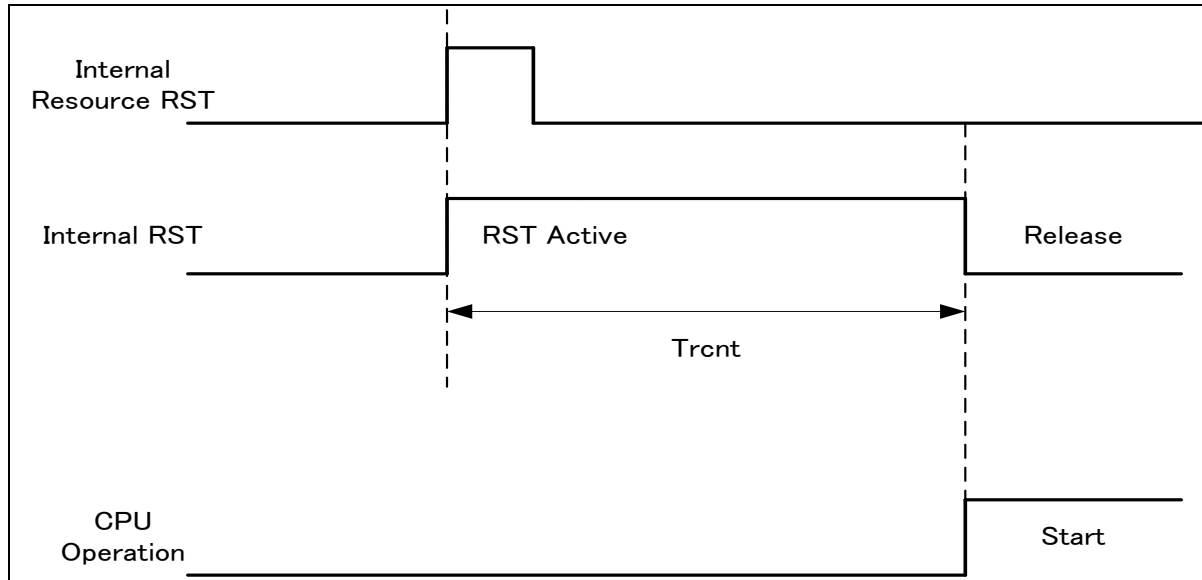 Internal
Resource RST
Internal RST
RST Active
Release
Trcnt
CPU
Operation
Start